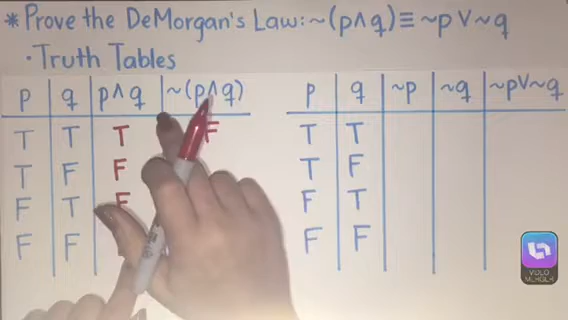 *Prove the DeMorgan's Law: ~(p∧q)≡~p∨~q
• Truth Tables
p q p∧q ~(p∧q)
T T T F
T F F
F T F
F F
p q ~p ~q ~p∨~q
T T
T F
F T
F F